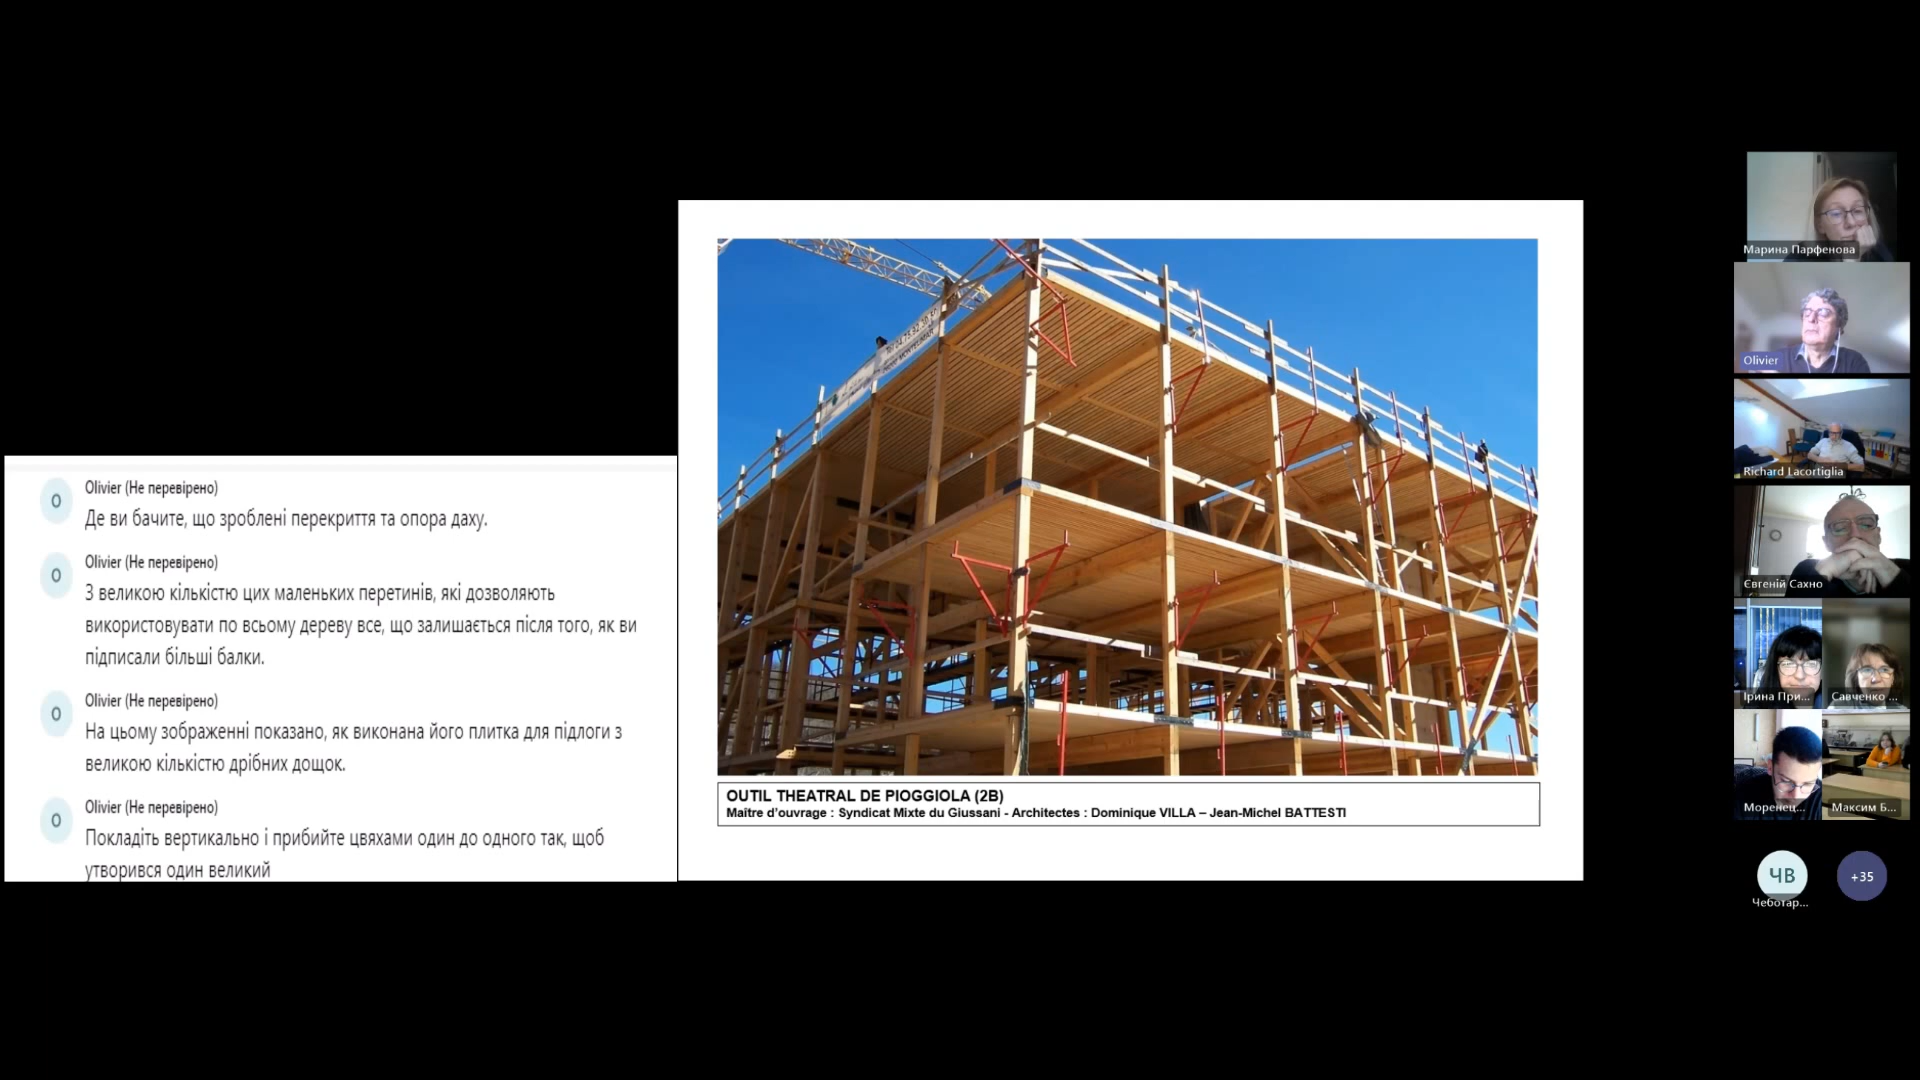 O
Olivier (Не перевірено)
Де ви бачите, що зроблені перекриття та опора даху.
O
Olivier (Не перевірено)
З великою кількістю цих маленьких перетинів, які дозволяють
використовувати по всьому дереву все, що залишається після того, як ви
підписали більші балки.
O
Olivier (Не перевірено)
На цьому зображенні показано, як виконана його плитка для підлоги з
великою кількістю дрібних дощок.
O
Olivier (Не перевірено)
Покладіть вертикально і прибийте цвяхами один до одного так, щоб
утворився один великий
OUTIL THEATRAL DE PIOGGIOLA (2B)
Maître d'ouvrage : Syndicat Mixte du Giussani - Architectes : Dominique VILLA – Jean-Michel BATTESTI
Марина Парфенова
Olivier
Richard Lacortiglia
Євгеній Сахно
Ірина При...
Савченко ...
Моренец...
Максим Б...
ЧВ
+35
Чеботар...